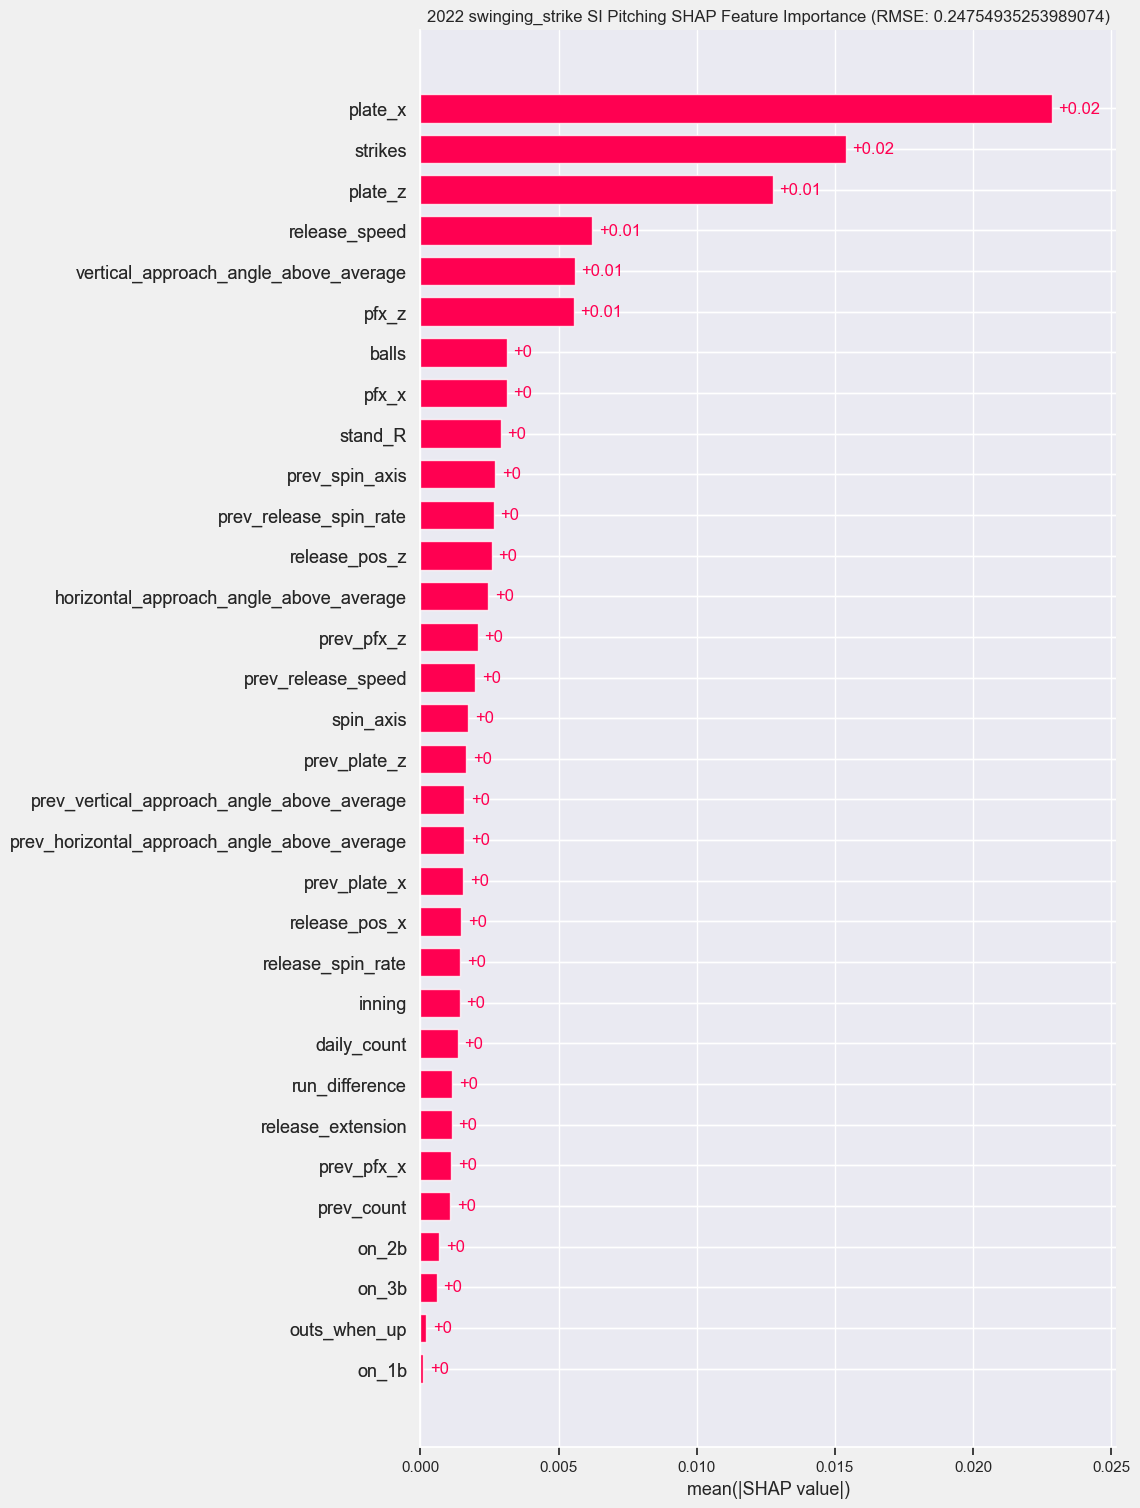 2022 swinging_strike SI Pitching SHAP Feature Importance (RMSE: 0.24754935253989074)
plate_x +0.02
strikes +0.02
plate_z +0.01
release_speed +0.01
vertical_approach_angle_above_average +0.01
pfx_z +0.01
balls +0
pfx_x +0
stand_R +0
prev_spin_axis +0
prev_release_spin_rate +0
release_pos_z +0
horizontal_approach_angle_above_average +0
prev_pfx_z +0
prev_release_speed +0
spin_axis +0
prev_plate_z +0
prev_vertical_approach_angle_above_average +0
prev_horizontal_approach_angle_above_average +0
prev_plate_x +0
release_pos_x +0
release_spin_rate +0
inning +0
daily_count +0
run_difference +0
release_extension +0
prev_pfx_x +0
prev_count +0
on_2b +0
on_3b +0
outs_when_up +0
on_1b +0
0.000 0.005 0.010 0.015 0.020 0.025
mean(|SHAP value|)